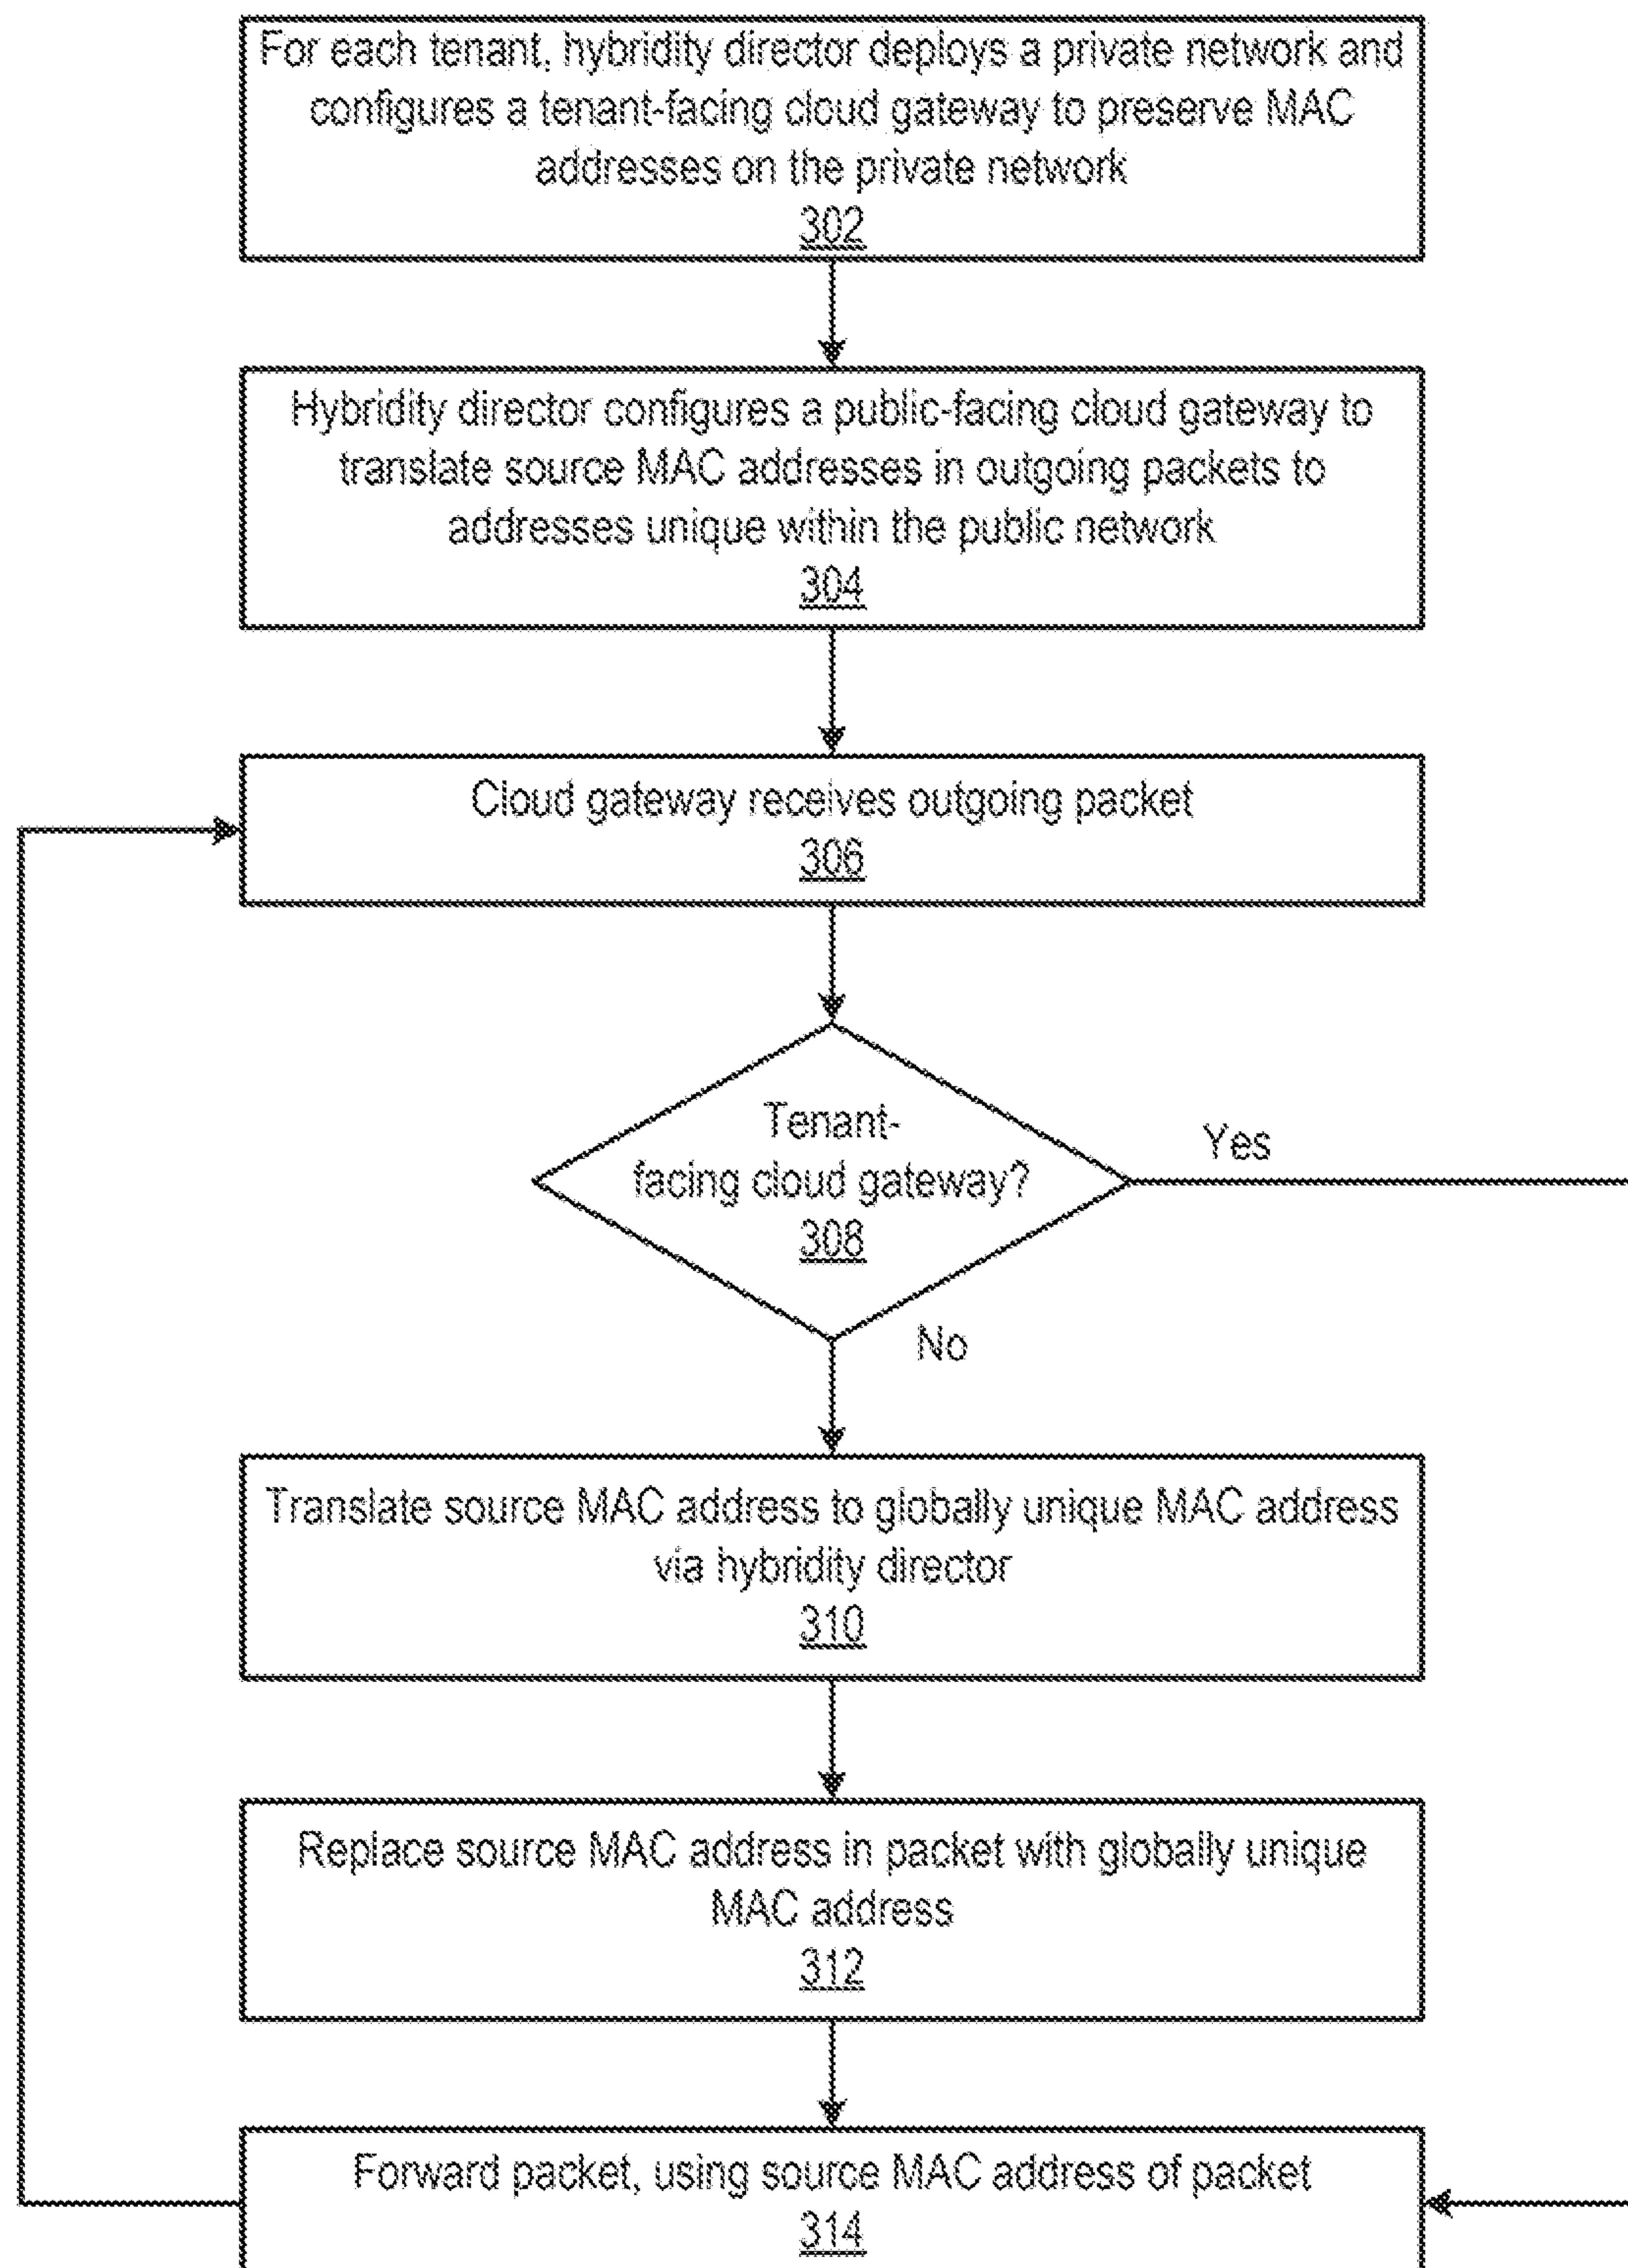 For each tenant, hybridity director deploys a private network and
configures a tenant-facing cloud gateway to preserve MAC
addresses on the private network
302
Hybridity director configures a public-facing cloud gateway to
translate source MAC addresses in outgoing packets to
addresses unique within the public network
304
Cloud gateway receives outgoing packet
306
Tenant-
facing cloud gateway?
308
Yes
No
Translate source MAC address to globally unique MAC address
via hybridity director
310
Replace source MAC address in packet with globally unique
MAC address
312
Forward packet, using source MAC address of packet
314